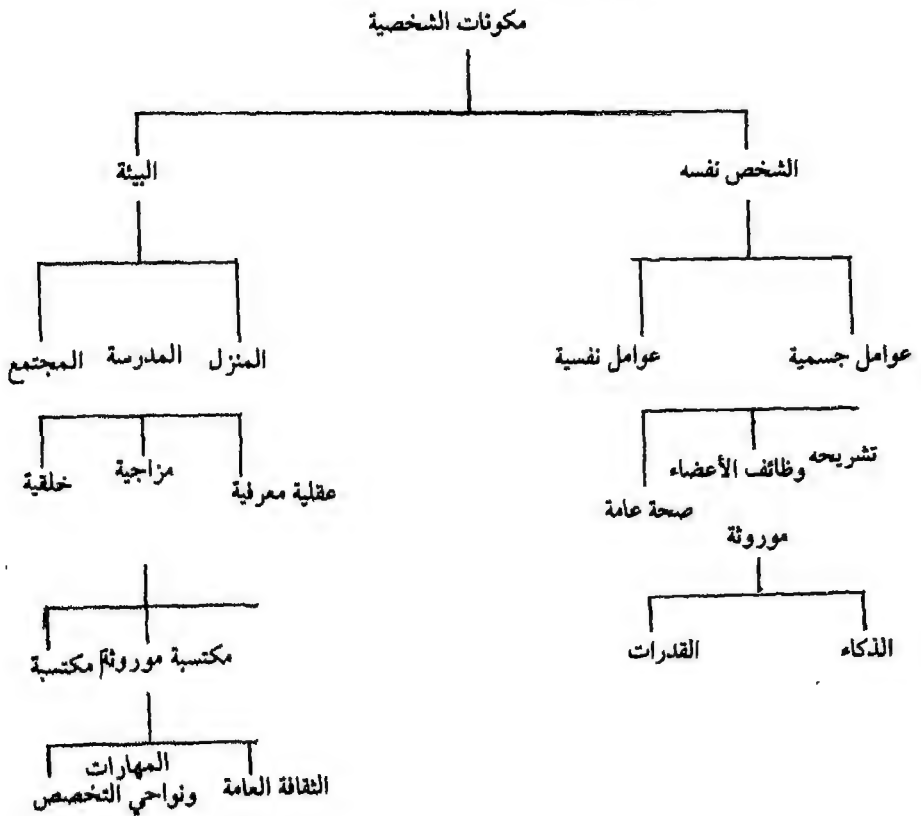 مكونات الشخصية
الشخص نفسه
البيئة
عوامل جسمية
عوامل نفسية
المنزل
المدرسة
المجتمع
تشريحه
وظائف الأعضاء
صحة عامة
عقلية معرفية
مزاجية
خلقية
موروثة
الذكاء
القدرات
مكتسبة موروثة مكتسبة
الثقافة العامة
المهارات
ونواحي التخصص